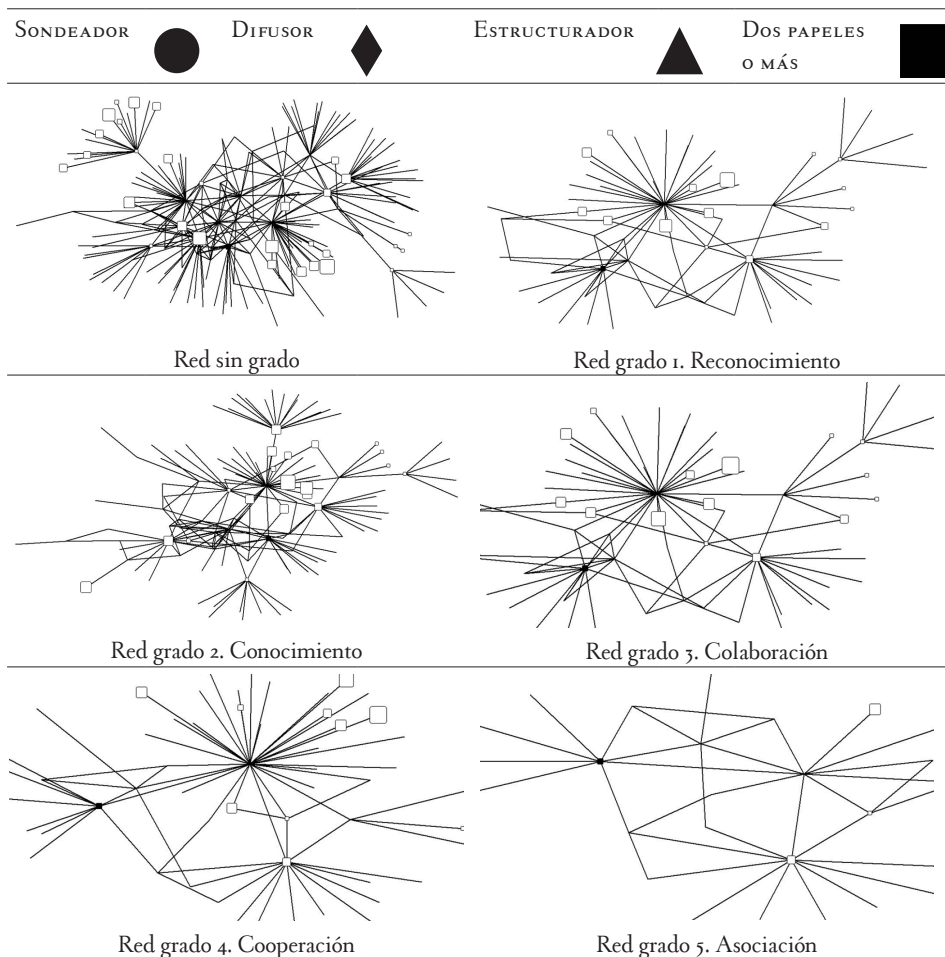 Sondeador Difusor Estructurador Dos papeles
o más
Red sin grado Red grado 1. Reconocimiento
Red grado 2. Conocimiento Red grado 3. Colaboración
Red grado 4. Cooperación Red grado 5. Asociación